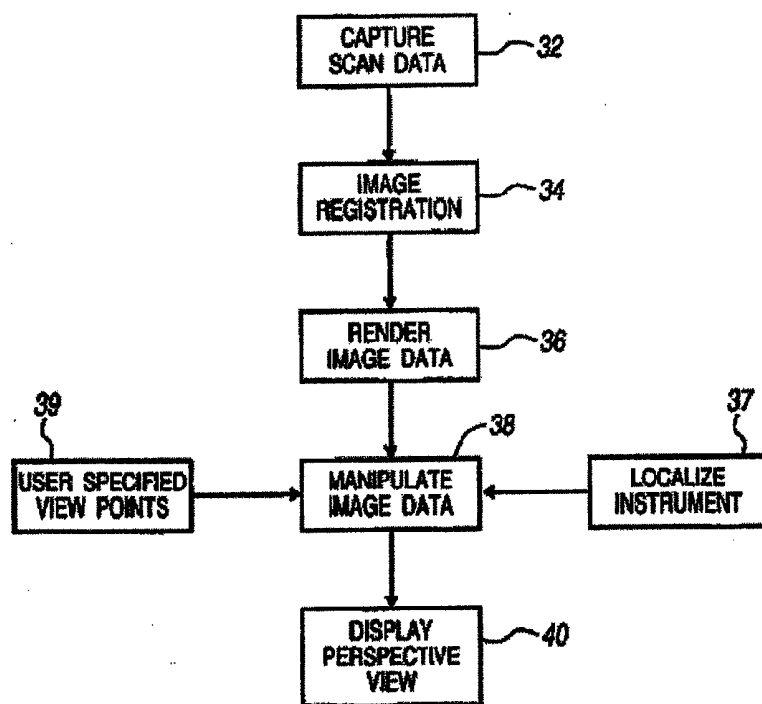 CAPTURE
SCAN DATA
32
IMAGE
REGISTRATION
34
RENDER
IMAGE DATA
36
39
USER SPECIFIED
VIEW POINTS
38
MANIPULATE
IMAGE DATA
37
LOCALIZE
INSTRUMENT
DISPLAY
PERSPECTIVE
VIEW
40